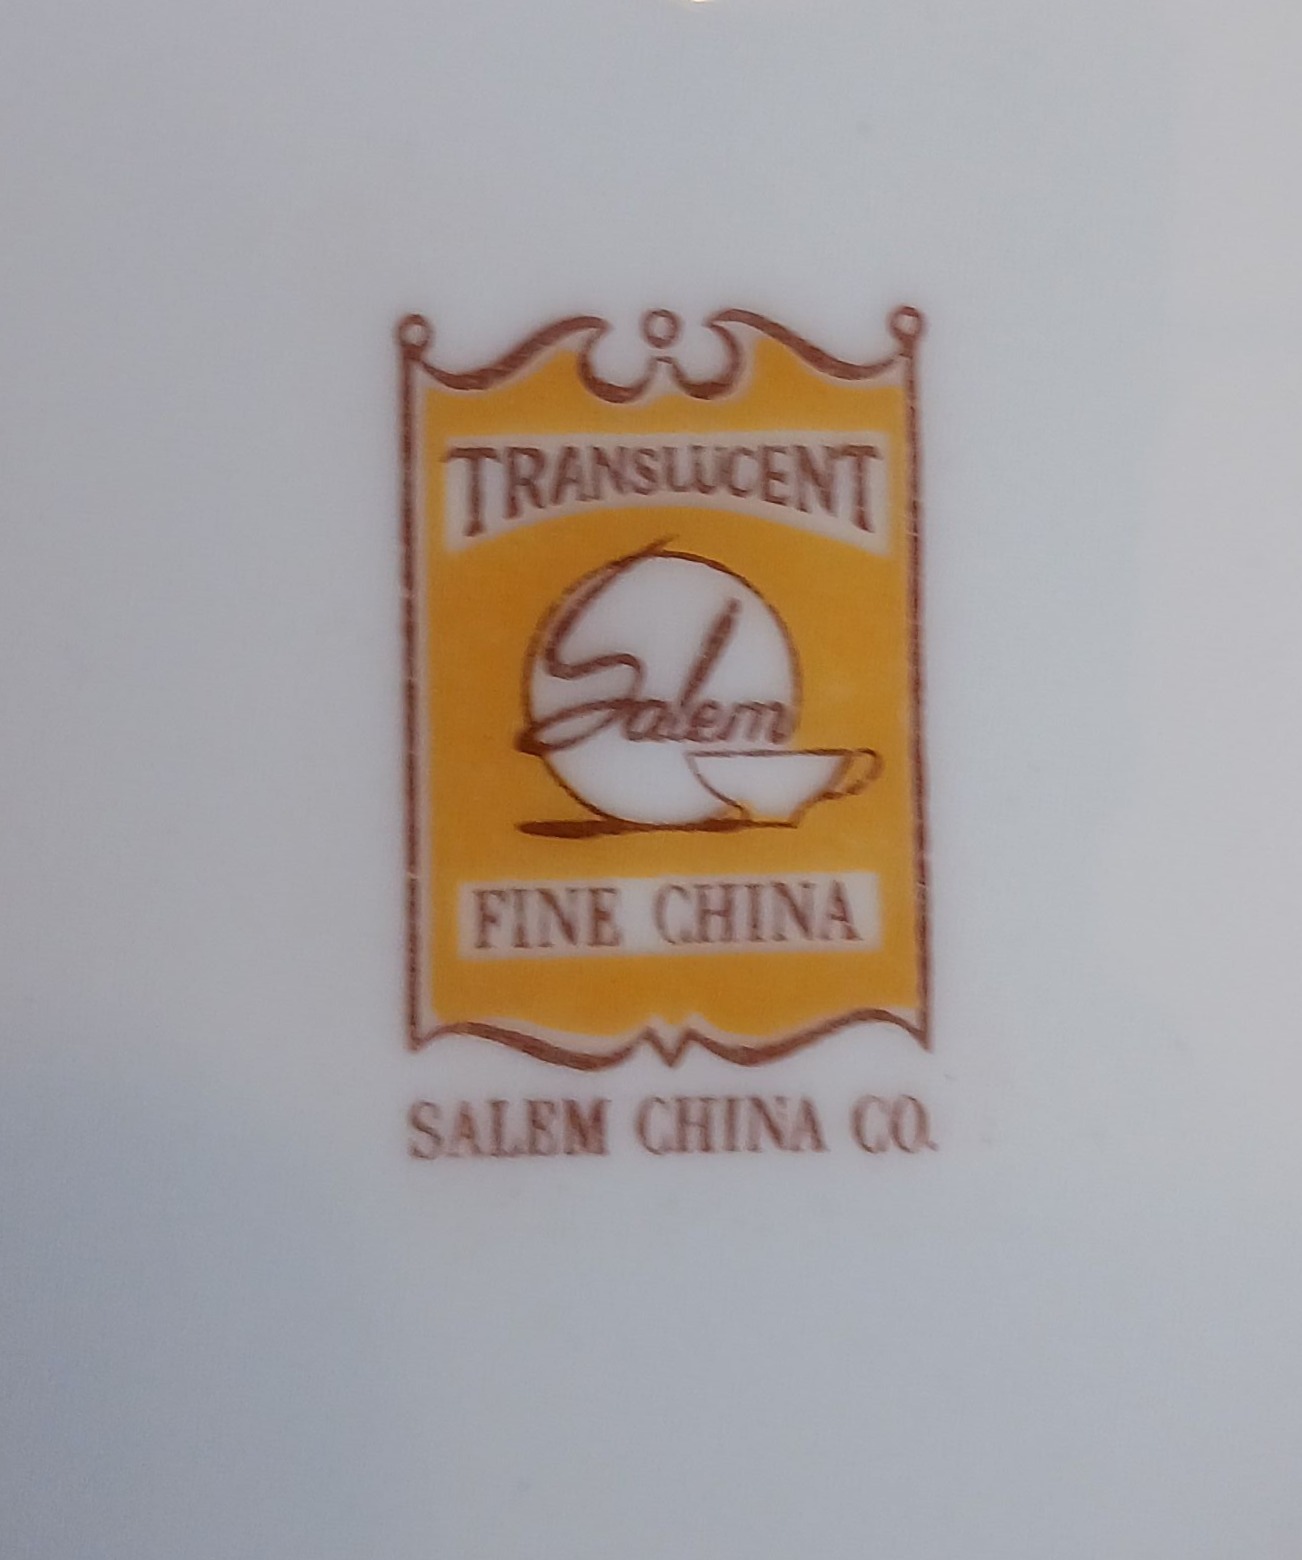 TRANSLUCENT
Salem
FINE CHINA
SALEM CHINA CO.